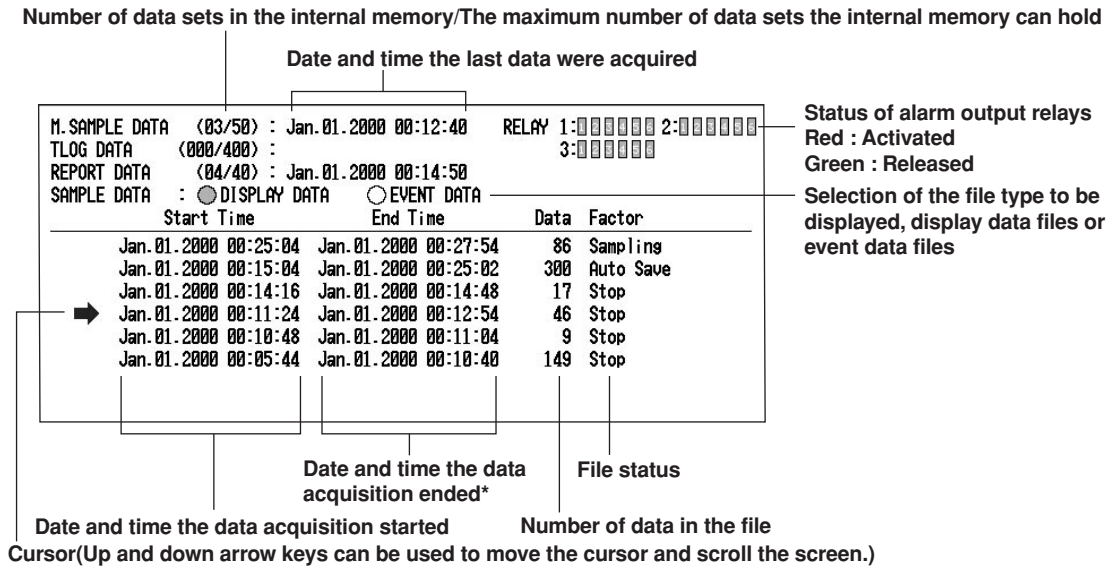 Number of data sets in the internal memory/The maximum number of data sets the internal memory can hold
Date and time the last data were acquired
M.SAMPLE DATA (03/50) : Jan.01.2000 00:12:40 RELAY 1:123456 2:123456
TLOG DATA (000/400) : 3:123456
REPORT DATA (04/40) : Jan.01.2000 00:14:50
SAMPLE DATA : DISPLAY DATA EVENT DATA
Start Time End Time Data Factor
Jan.01.2000 00:25:04 Jan.01.2000 00:27:54 86 Sampling
Jan.01.2000 00:15:04 Jan.01.2000 00:25:02 300 Auto Save
Jan.01.2000 00:14:16 Jan.01.2000 00:14:48 17 Stop
Jan.01.2000 00:11:24 Jan.01.2000 00:12:54 46 Stop
Jan.01.2000 00:10:48 Jan.01.2000 00:11:04 9 Stop
Jan.01.2000 00:05:44 Jan.01.2000 00:10:40 149 Stop
Status of alarm output relays
Red : Activated
Green : Released
Selection of the file type to be
displayed, display data files or
event data files
Date and time the data
acquisition ended*
File status
Date and time the data acquisition started
Number of data in the file
Cursor(Up and down arrow keys can be used to move the cursor and scroll the screen.)